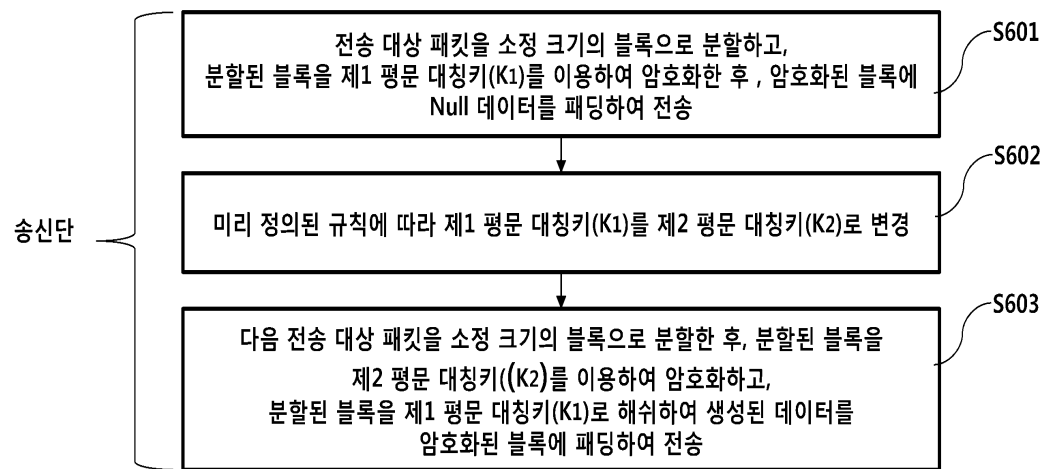 전송 대상 패킷을 소정 크기의 블록으로 분할하고,
분할된 블록을 제1 평문 대칭키(K1)를 이용하여 암호화한 후 , 암호화된 블록에
Null 데이터를 패딩하여 전송
S601
미리 정의된 규칙에 따라 제1 평문 대칭키(K1)를 제2 평문 대칭키(K2)로 변경
S602
송신단
다음 전송 대상 패킷을 소정 크기의 블록으로 분할한 후, 분할된 블록을
제2 평문 대칭키((K2)를 이용하여 암호화하고,
분할된 블록을 제1 평문 대칭키(K1)로 해쉬하여 생성된 데이터를
암호화된 블록에 패딩하여 전송
S603